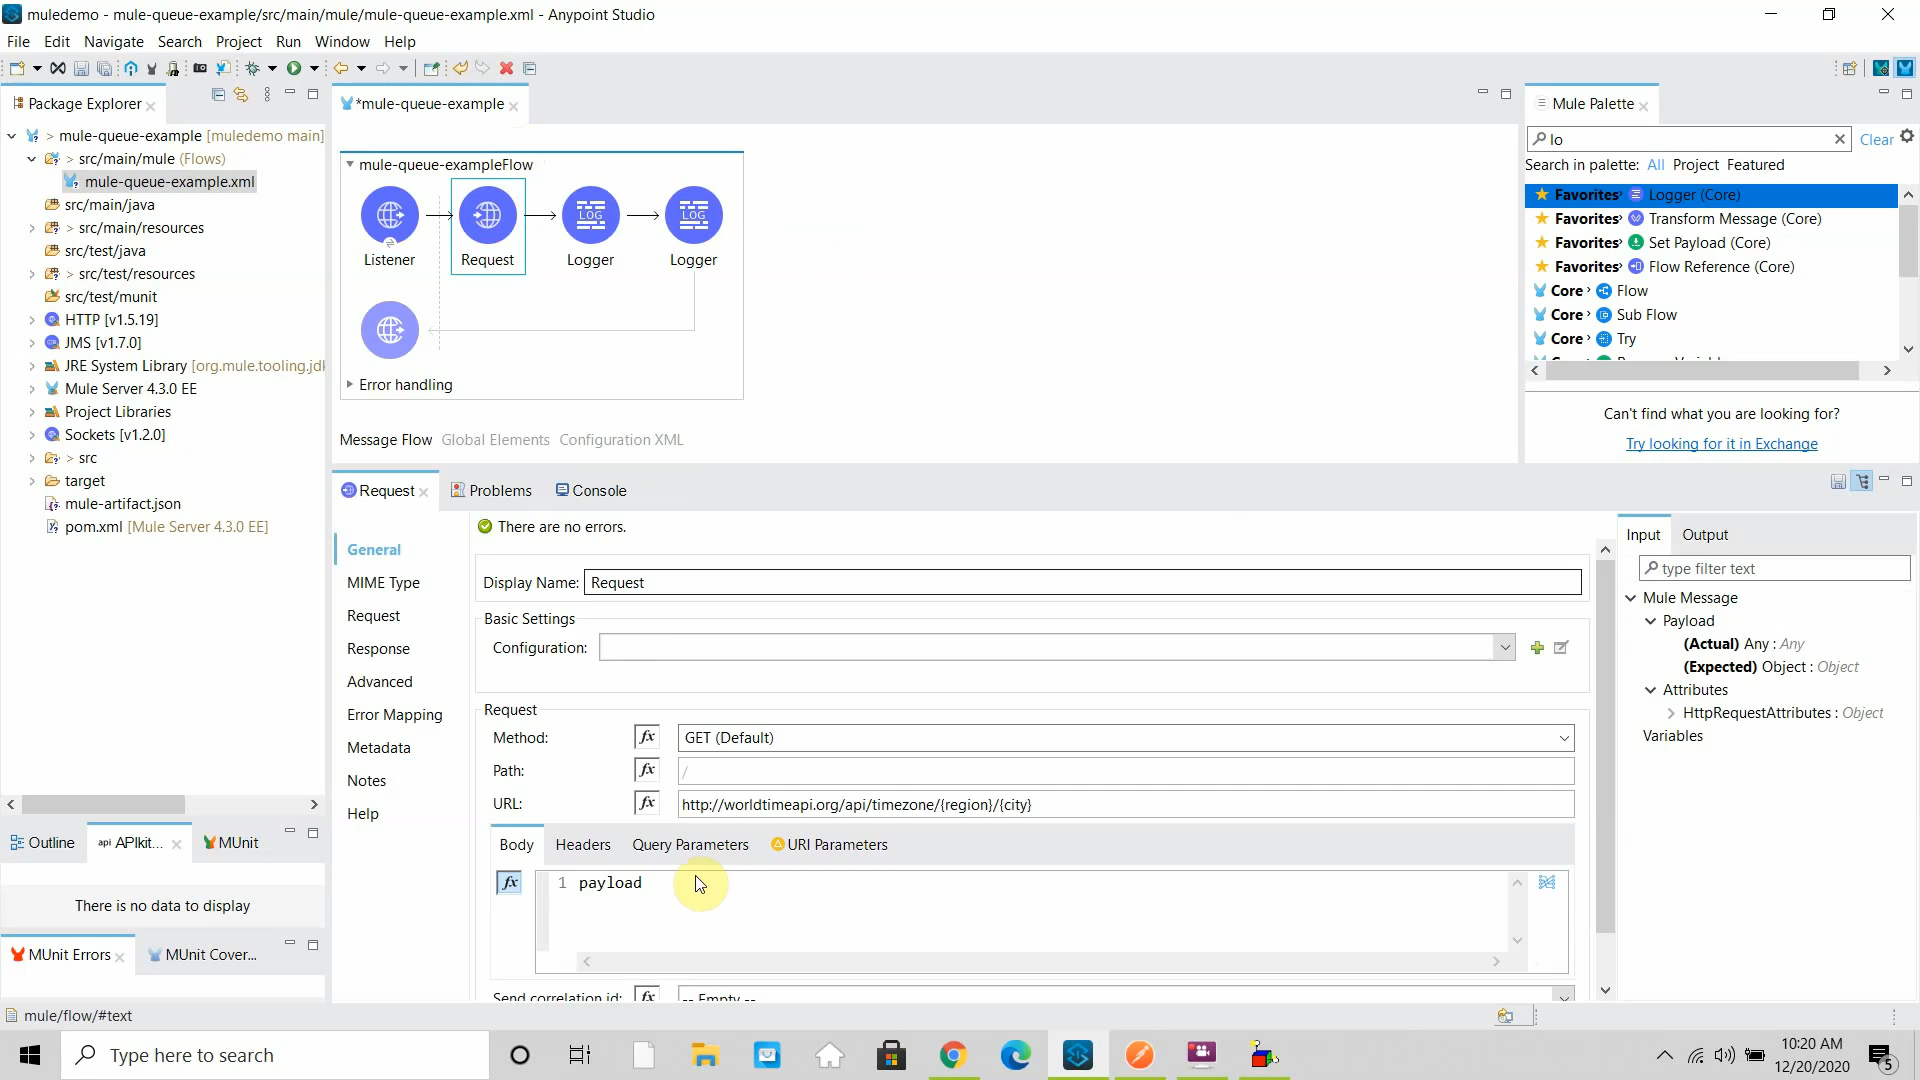 muledemo - mule-queue-example/src/main/mule/mule-queue-example.xml - Anypoint Studio
File Edit Navigate Search Project Run Window Help
Package Explorer
mule-queue-example [muledemo main]
> src/main/mule (Flows)
mule-queue-example.xml
src/main/java
> src/main/resources
src/test/java
> src/test/resources
src/test/munit
HTTP [v1.5.19]
JMS [v1.7.0]
JRE System Library [org.mule.tooling.jdk
Mule Server 4.3.0 EE
Project Libraries
Sockets [v1.2.0]
> src
target
mule-artifact.json
pom.xml [Mule Server 4.3.0 EE]
Outline
api APIkit...
MUnit
There is no data to display
MUnit Errors
MUnit Cover...
*mule-queue-example
mule-queue-exampleFlow
LOG LOG
Listener Request Logger Logger
Error handling
Message Flow Global Elements Configuration XML
Mule Palette
lo
Clear
Search in palette: All Project Featured
Favorites Logger (Core)
Favorites Transform Message (Core)
Favorites Set Payload (Core)
Favorites Flow Reference (Core)
Core Flow
Core Sub Flow
Core Try
Can't find what you are looking for?
Try looking for it in Exchange
Request Problems Console
There are no errors.
General
MIME Type
Request
Response
Advanced
Error Mapping
Metadata
Notes
Help
Display Name: Request
Basic Settings
Configuration:
Request
Method: fx GET (Default)
Path: fx /
URL: fx http://worldtimeapi.org/api/timezone/{region}/{city}
Body Headers Query Parameters URI Parameters
fx 1 payload
Send correlation id: fx -- Empty --
Input Output
type filter text
Mule Message
Payload
(Actual) Any : Any
(Expected) Object : Object
Attributes
HttpRequestAttributes : Object
Variables
mule/flow/#text
Type here to search
10:20 AM
12/20/2020
5